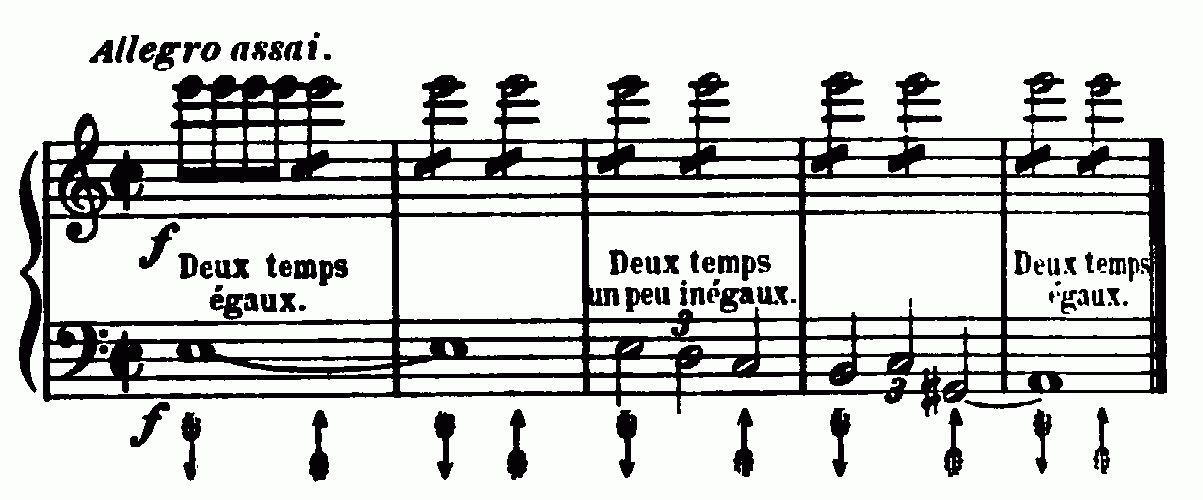 Allegro assai.
f
Deux temps
égaux.
Deux temps
un peu inégaux.
Deux temps
égaux.
3
3
f